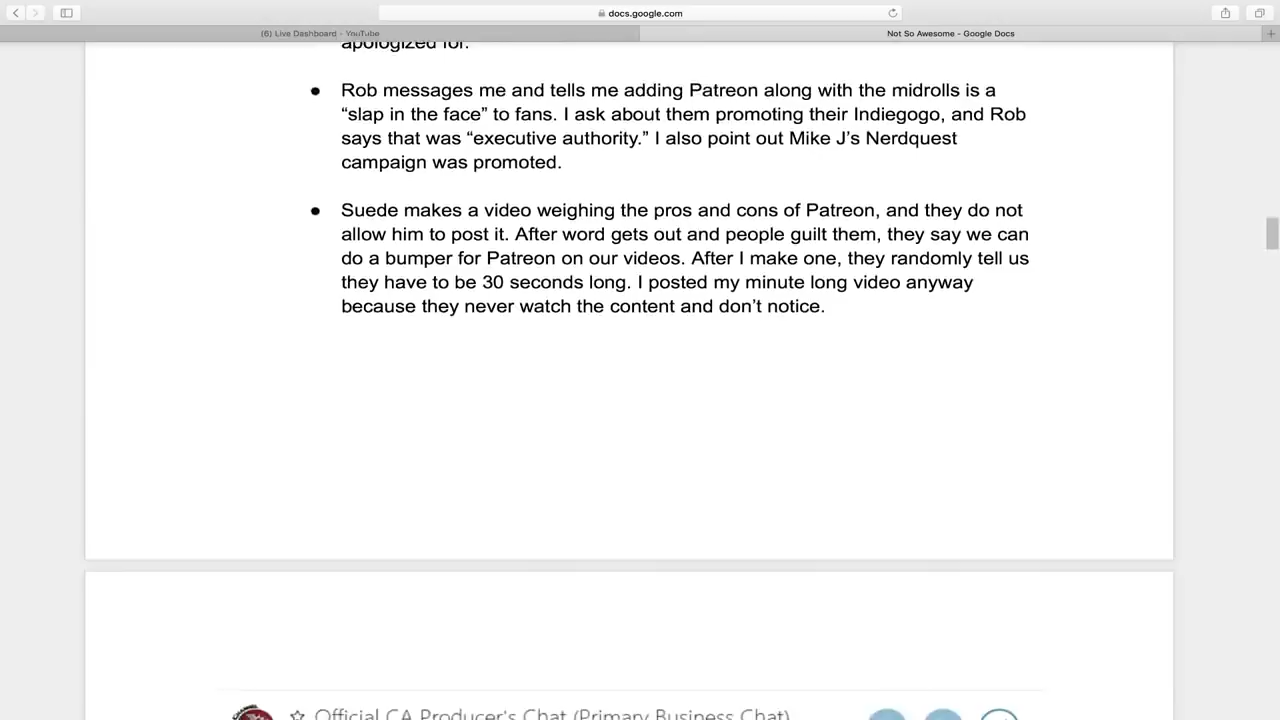 docs.google.com
(6) Live Dashboard - YouTube
Not So Awesome - Google Docs
apologized for.
● Rob messages me and tells me adding Patreon along with the midrolls is a
“slap in the face” to fans. I ask about them promoting their Indiegogo, and Rob
says that was “executive authority.” I also point out Mike J’s Nerdquest
campaign was promoted.
● Suede makes a video weighing the pros and cons of Patreon, and they do not
allow him to post it. After word gets out and people guilt them, they say we can
do a bumper for Patreon on our videos. After I make one, they randomly tell us
they have to be 30 seconds long. I posted my minute long video anyway
because they never watch the content and don’t notice.
Official CA Producer's Chat (Primary Business Chat)